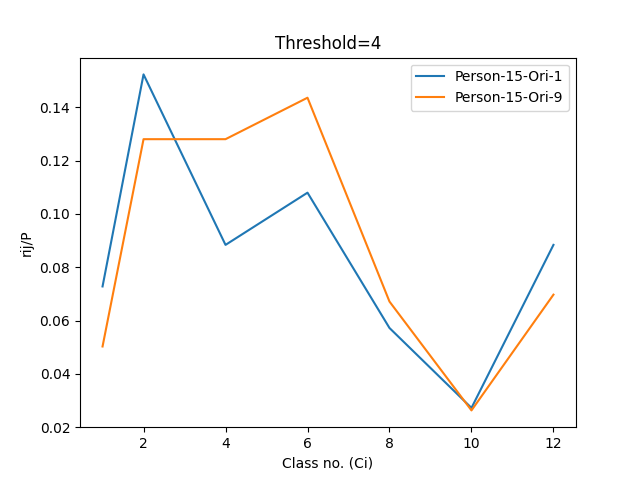 Threshold=4
Person-15-Ori-1
Person-15-Ori-9
0.14
0.12
0.10
0.08
0.06
0.04
0.02
rij/P
2 4 6 8 10 12
Class no. (Ci)